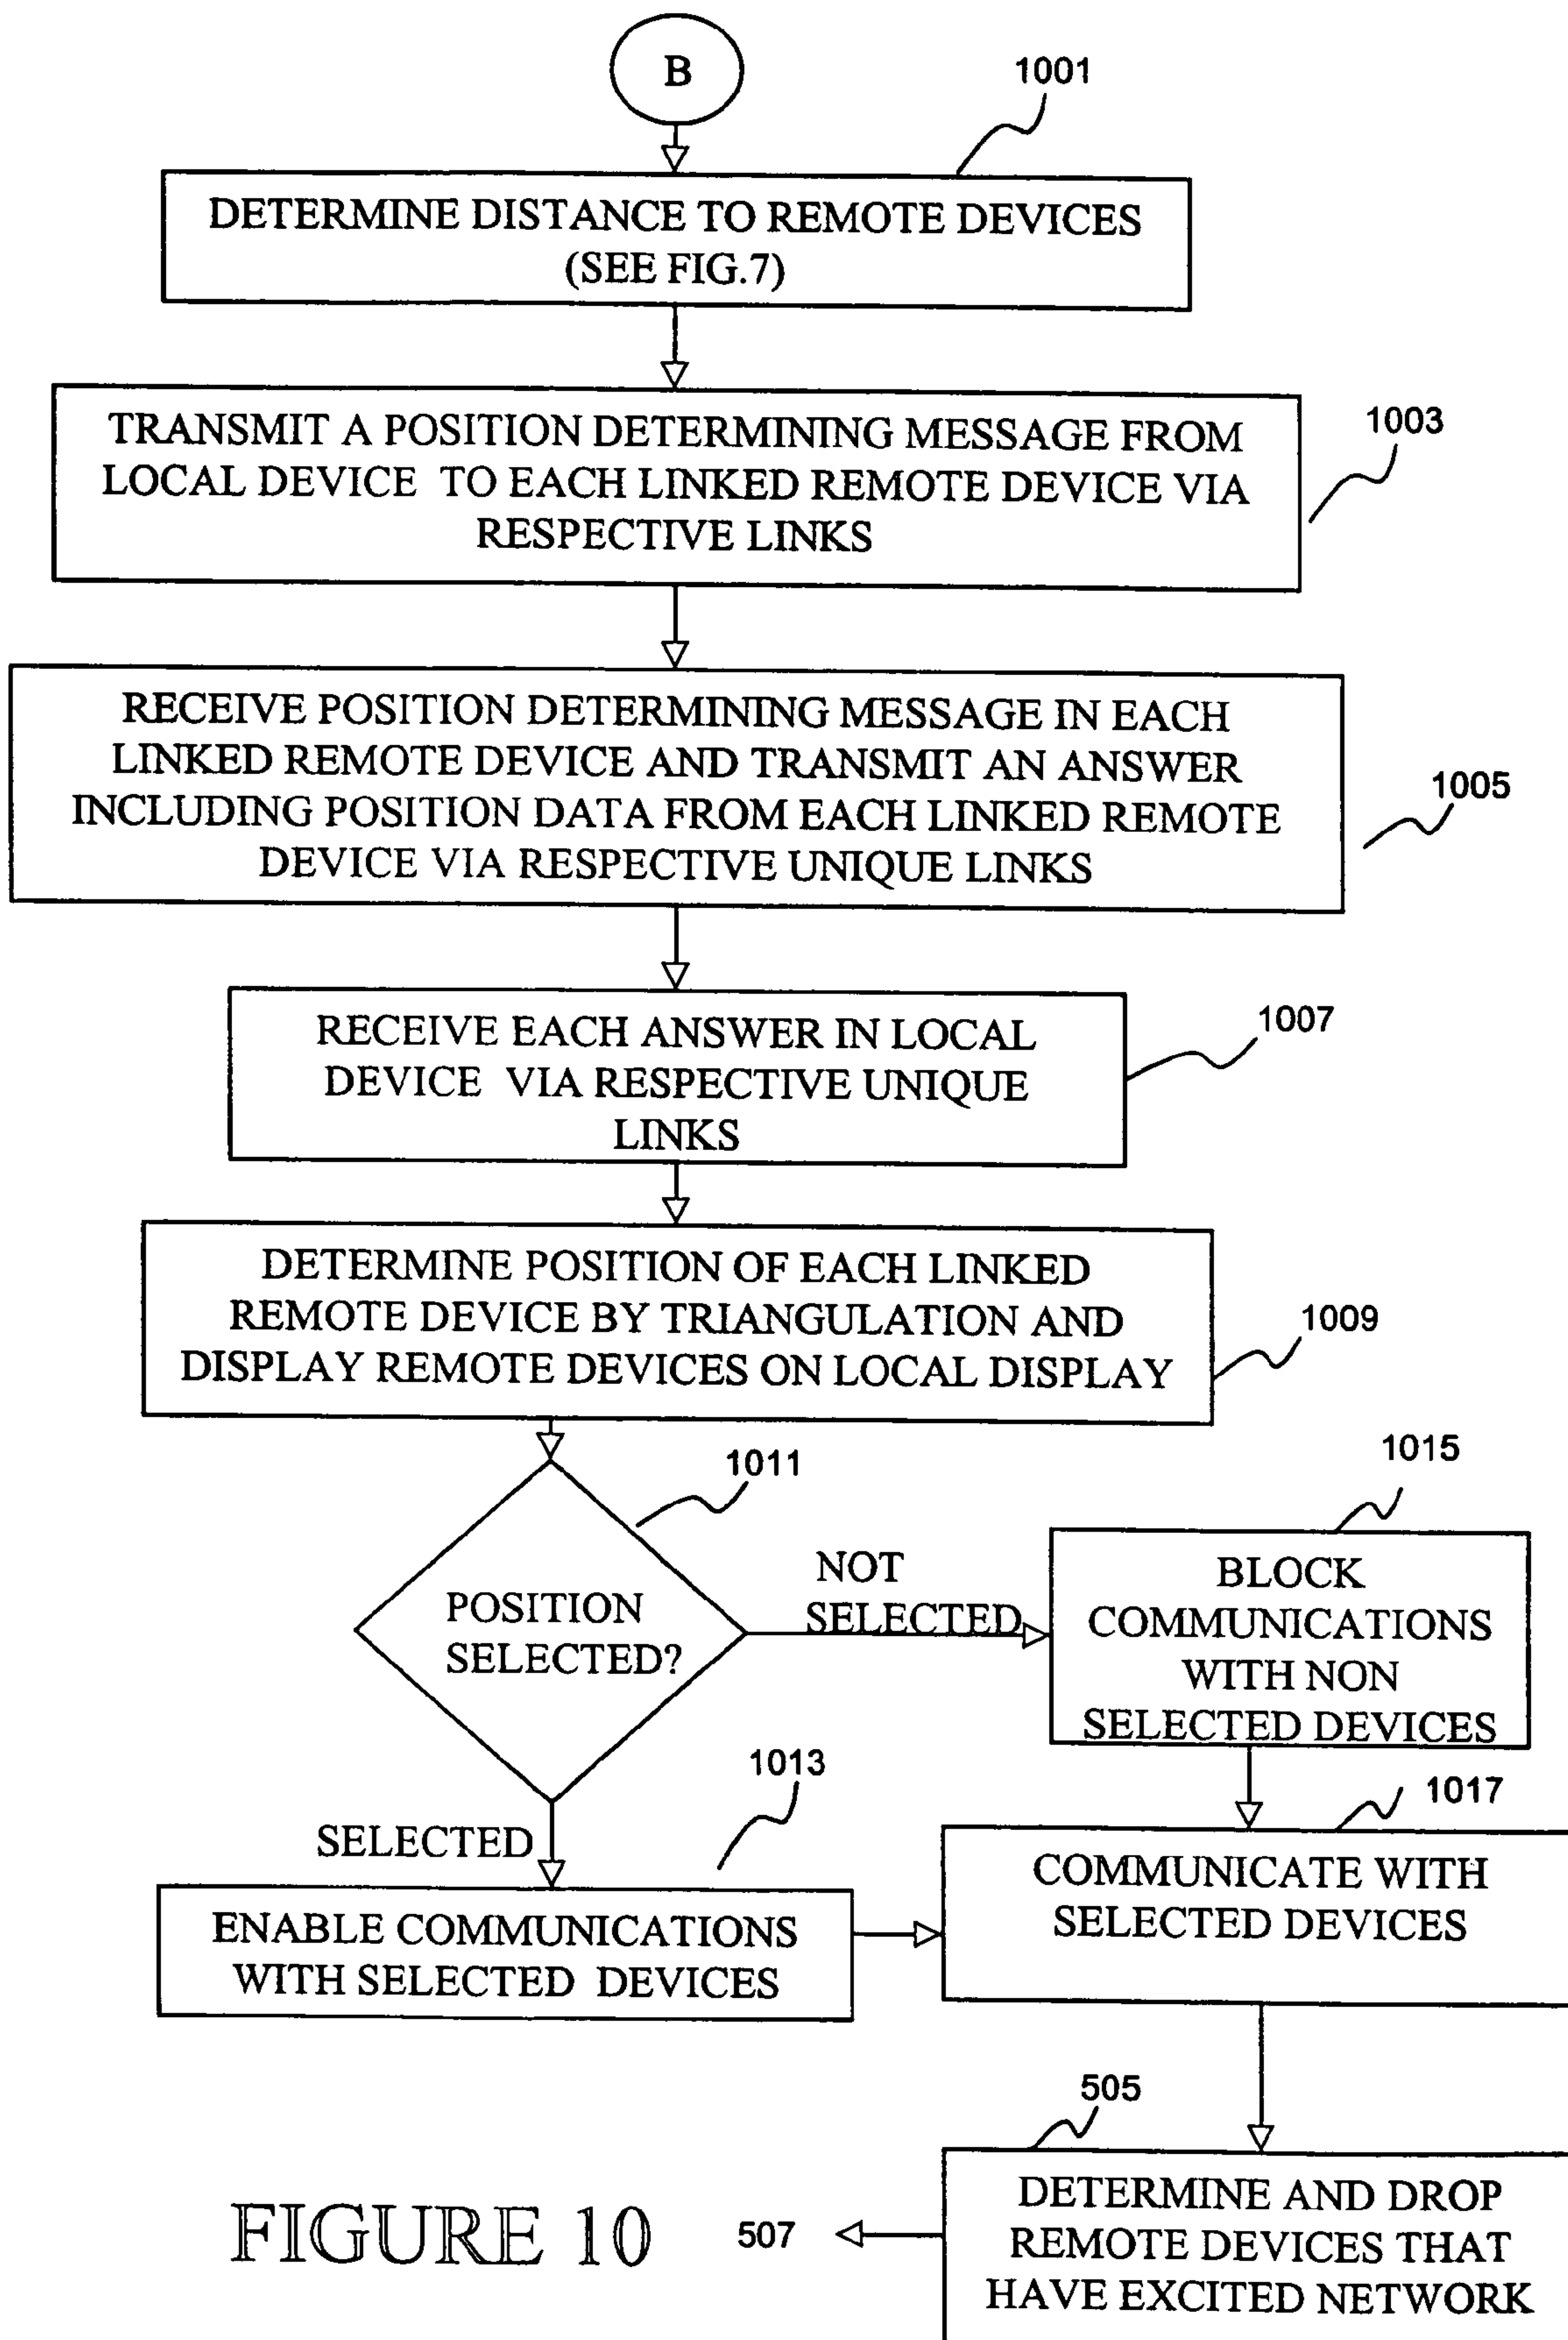 B
1001
DETERMINE DISTANCE TO REMOTE DEVICES
(SEE FIG.7)
TRANSMIT A POSITION DETERMINING MESSAGE FROM
LOCAL DEVICE TO EACH LINKED REMOTE DEVICE VIA
RESPECTIVE LINKS
1003
RECEIVE POSITION DETERMINING MESSAGE IN EACH
LINKED REMOTE DEVICE AND TRANSMIT AN ANSWER
INCLUDING POSITION DATA FROM EACH LINKED REMOTE
DEVICE VIA RESPECTIVE UNIQUE LINKS
1005
RECEIVE EACH ANSWER IN LOCAL
DEVICE VIA RESPECTIVE UNIQUE
LINKS
1007
DETERMINE POSITION OF EACH LINKED
REMOTE DEVICE BY TRIANGULATION AND
DISPLAY REMOTE DEVICES ON LOCAL DISPLAY
1009
1011
POSITION
SELECTED?
NOT
SELECTED
1015
BLOCK
COMMUNICATIONS
WITH NON
SELECTED DEVICES
SELECTED
1013
ENABLE COMMUNICATIONS
WITH SELECTED DEVICES
1017
COMMUNICATE WITH
SELECTED DEVICES
505
DETERMINE AND DROP
REMOTE DEVICES THAT
HAVE EXCITED NETWORK
507
FIGURE 10